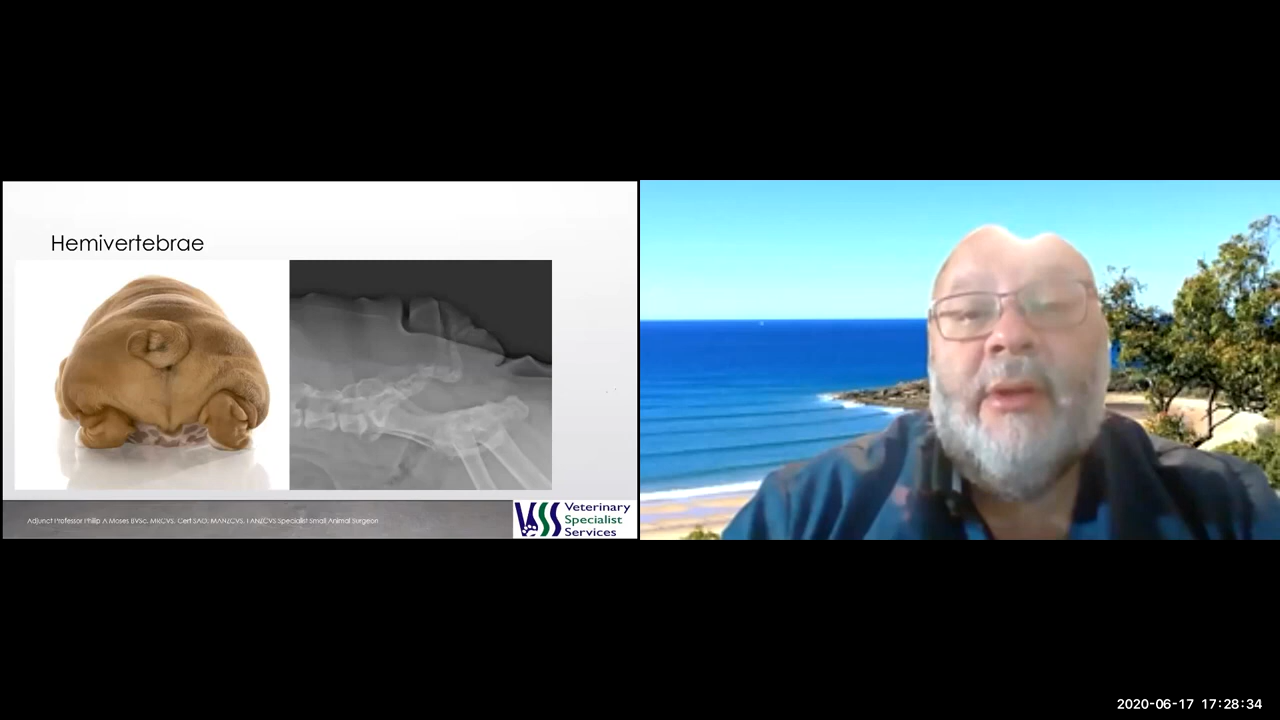 Hemivertebrae
Adjunct Professor Philip A Moses BVSc, MRCVS, Cert SAO, MANZCVS, FANZCVS Specialist Small Animal Surgeon
VSS
Veterinary
Specialist
Services
2020-06-17 17:28:34